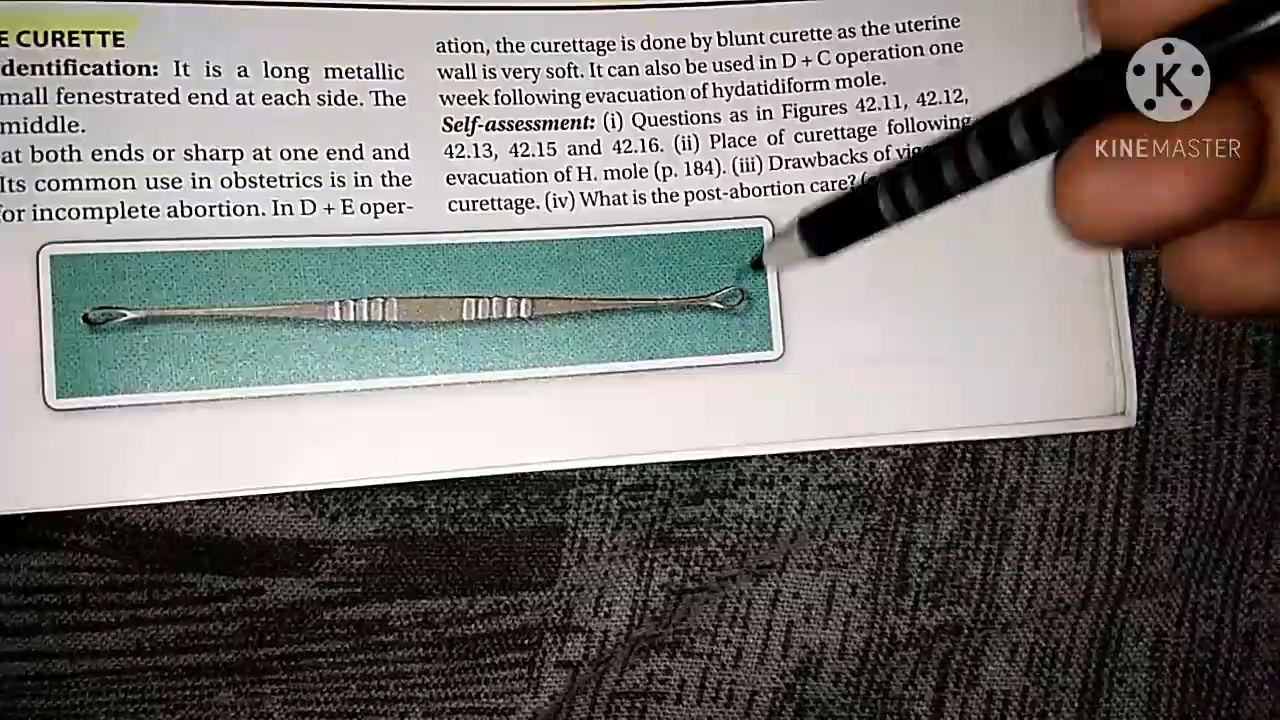 E CURETTE
dentification: It is a long metallic
mall fenestrated end at each side. The
middle.
at both ends or sharp at one end and
Its common use in obstetrics is in the
for incomplete abortion. In D + E oper-
ation, the curettage is done by blunt curette as the uterine
wall is very soft. It can also be used in D + C operation one
week following evacuation of hydatidiform mole.
Self-assessment: (i) Questions as in Figures 42.11, 42.12,
42.13, 42.15 and 42.16. (ii) Place of curettage following
evacuation of H. mole (p. 184). (iii) Drawbacks of
curettage. (iv) What is the post-abortion care?
K
KINEMASTER